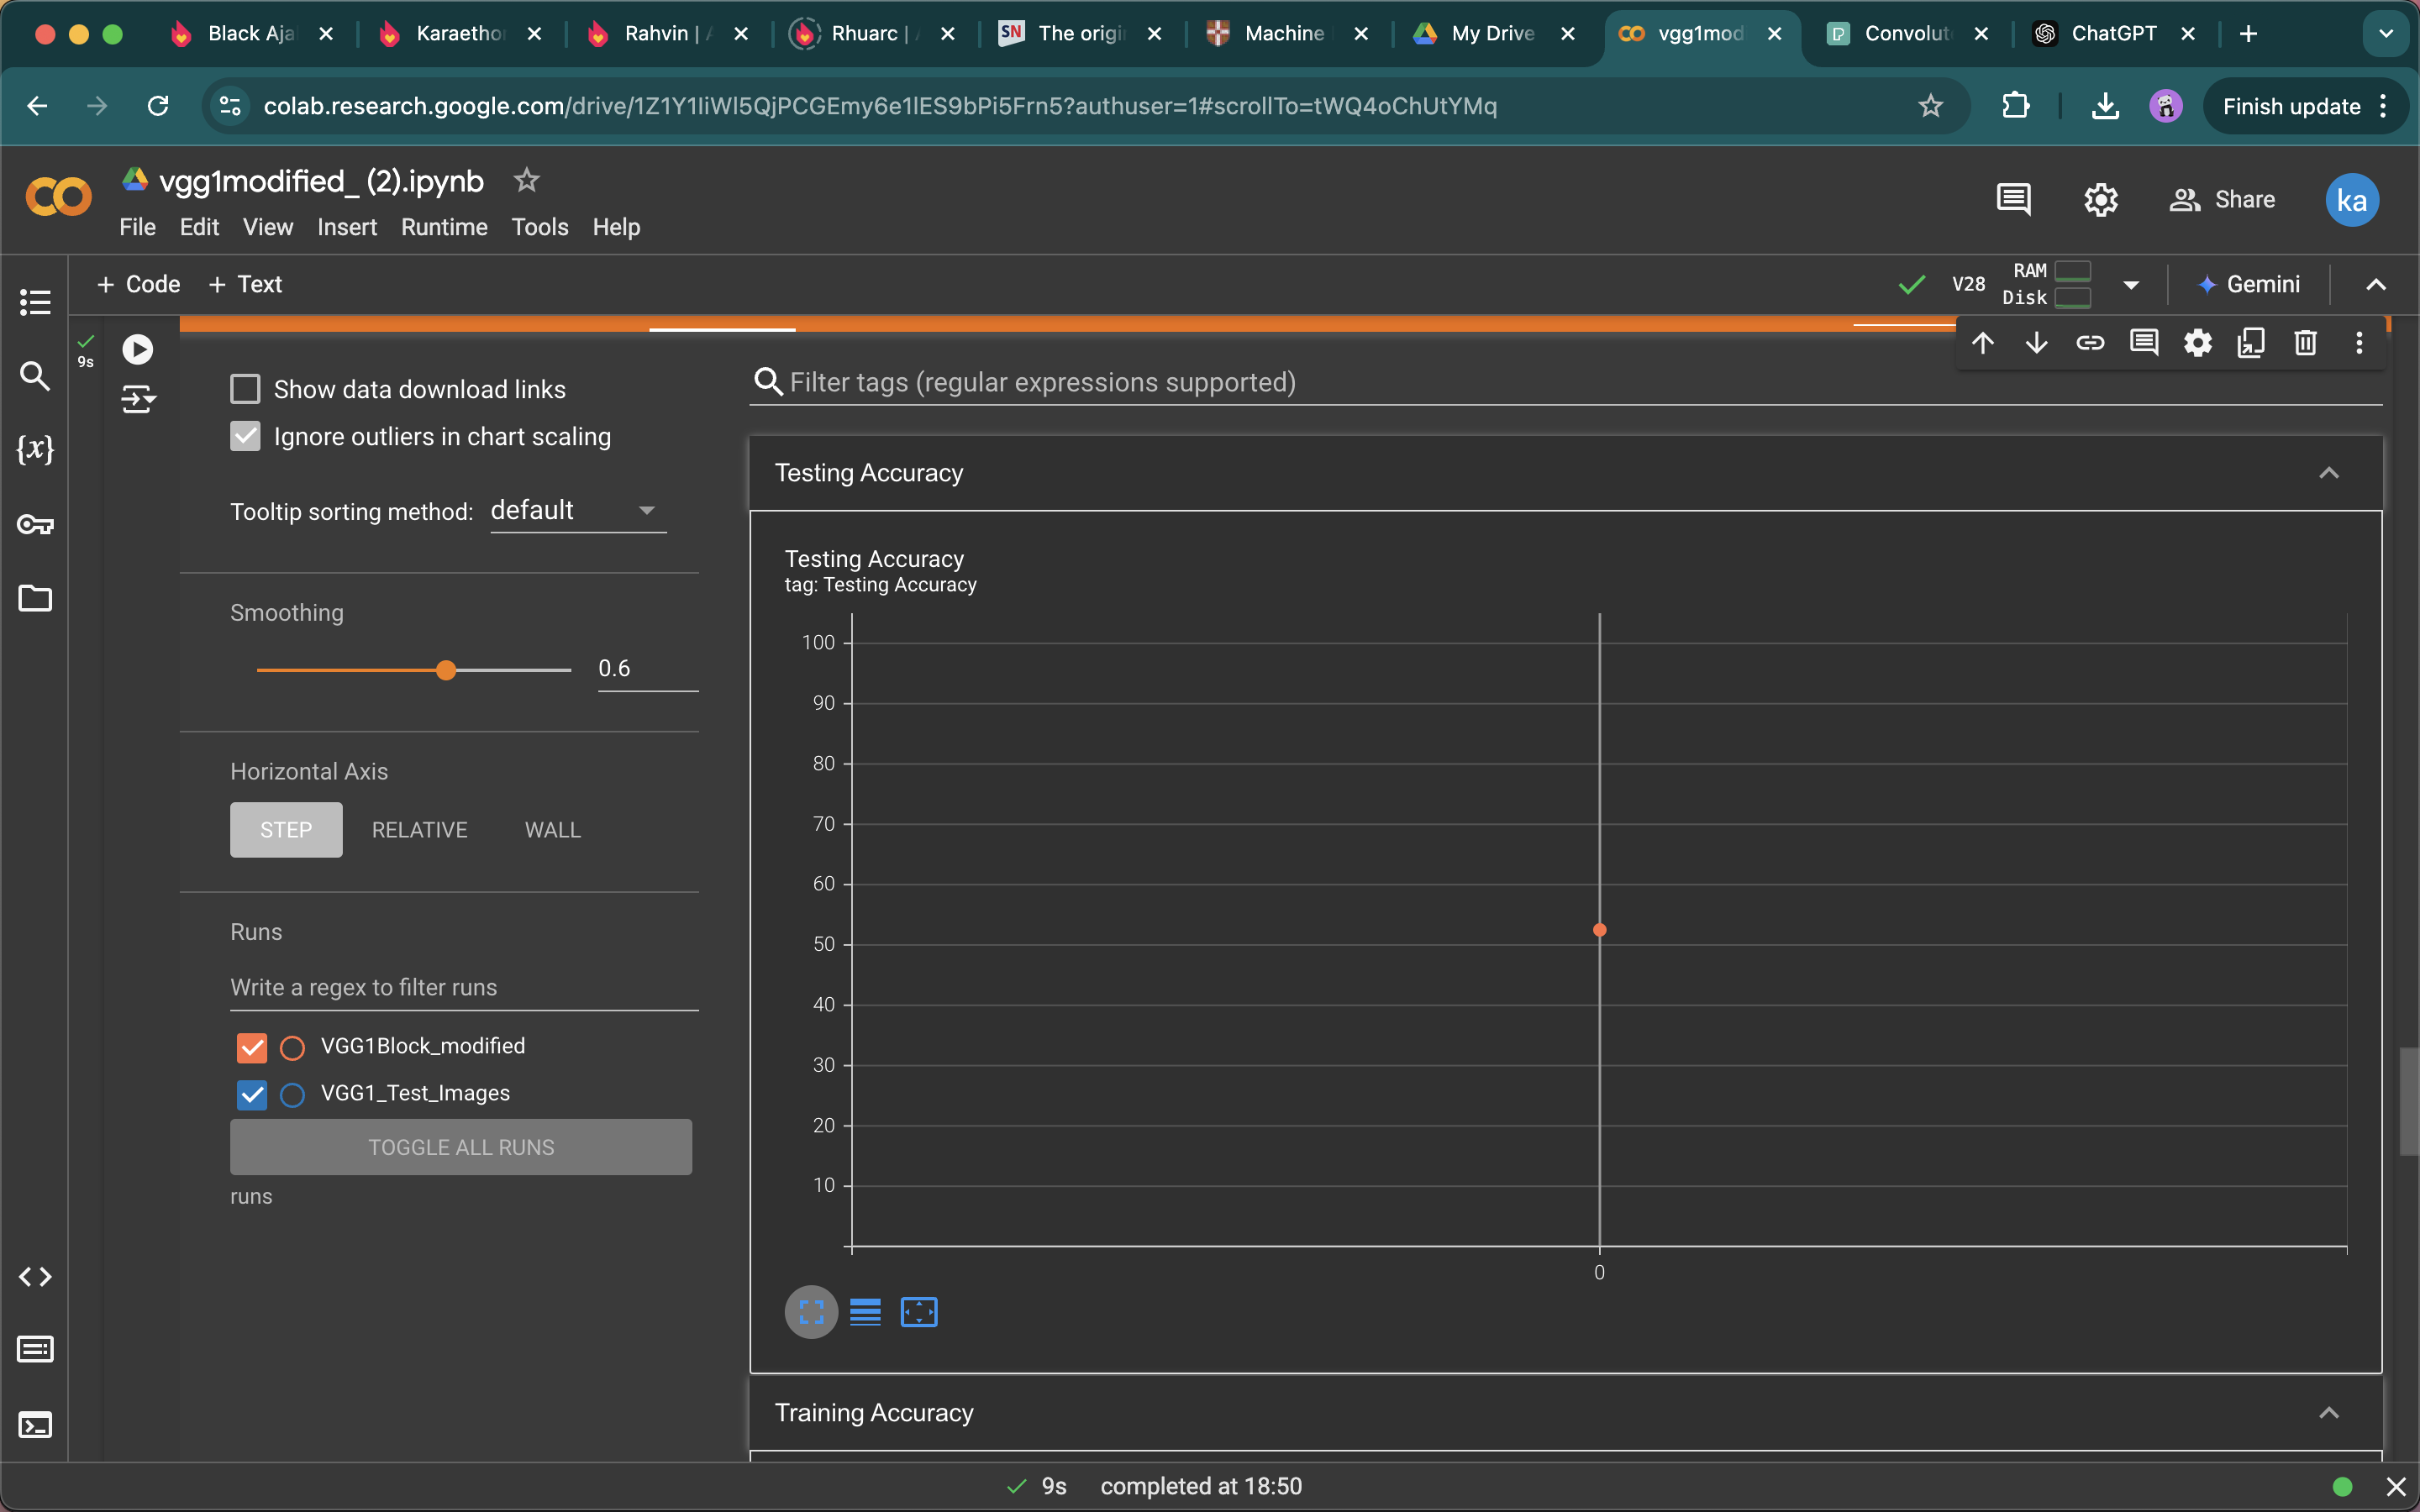 Black Aja
Karaethon
Rahvin | A
Rhuarc | A
SN
The origi
Machine
My Drive
vgg1mod
P
Convolut
ChatGPT
colab.research.google.com/drive/1Z1Y1liWl5QjPCGEmy6e1lES9bPi5Frn5?authuser=1#scrollTo=tWQ4oChUtYMq
Finish update
vgg1modified_ (2).ipynb
File Edit View Insert Runtime Tools Help
Share
ka
+ Code + Text
V28
RAM
Disk
Gemini
9s
{x}
Show data download links
Ignore outliers in chart scaling
Tooltip sorting method: default
Smoothing
0.6
Horizontal Axis
STEP RELATIVE WALL
Runs
Write a regex to filter runs
VGG1Block_modified
VGG1_Test_Images
TOGGLE ALL RUNS
runs
Filter tags (regular expressions supported)
Testing Accuracy
Testing Accuracy
tag: Testing Accuracy
100
90
80
70
60
50
40
30
20
10
0
Training Accuracy
9s completed at 18:50